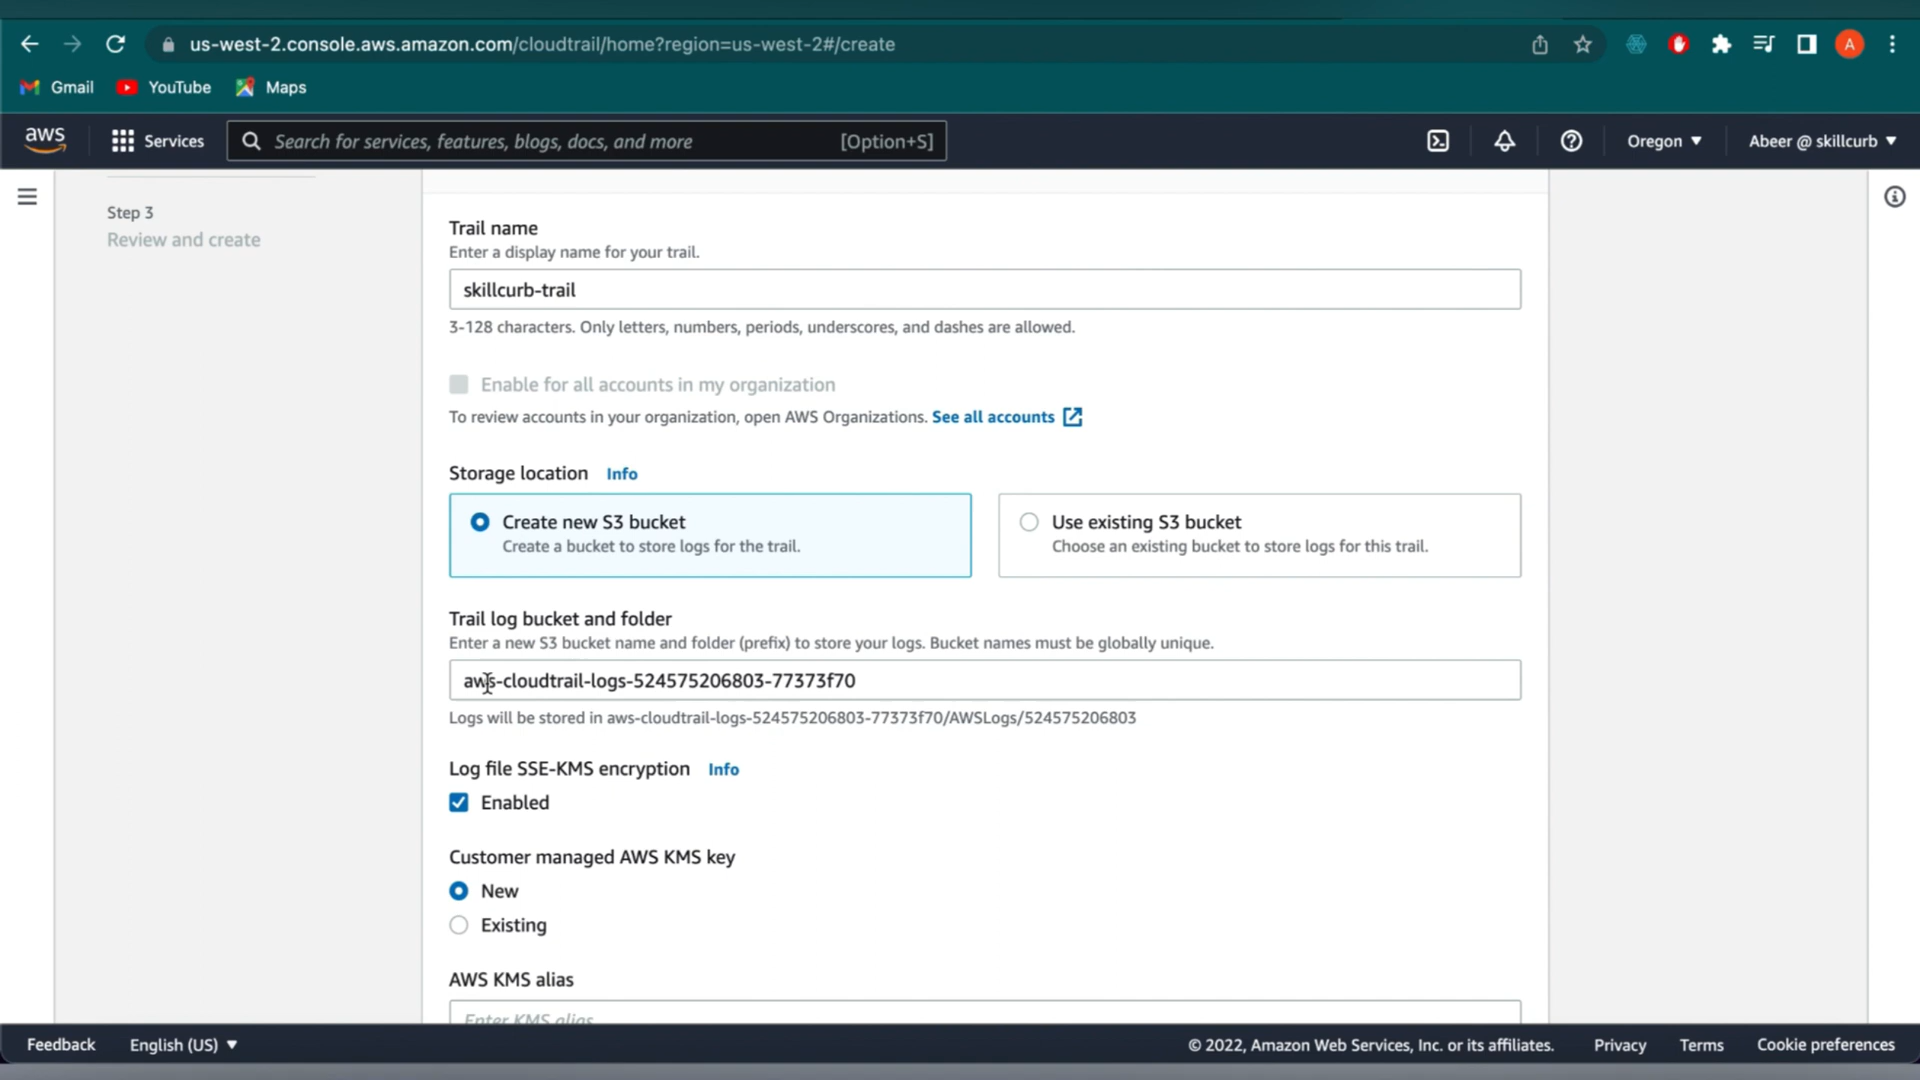 us-west-2.console.aws.amazon.com/cloudtrail/home?region=us-west-2#/create
A
Gmail
YouTube
Maps
aws
Services
Search for services, features, blogs, docs, and more
[Option+S]
Oregon
Abeer @ skillcurb
Step 3
Review and create
Trail name
Enter a display name for your trail.
skillcurb-trail
3-128 characters. Only letters, numbers, periods, underscores, and dashes are allowed.
Enable for all accounts in my organization
To review accounts in your organization, open AWS Organizations. See all accounts
Storage location Info
Create new S3 bucket
Create a bucket to store logs for the trail.
Use existing S3 bucket
Choose an existing bucket to store logs for this trail.
Trail log bucket and folder
Enter a new S3 bucket name and folder (prefix) to store your logs. Bucket names must be globally unique.
aws-cloudtrail-logs-524575206803-77373f70
Logs will be stored in aws-cloudtrail-logs-524575206803-77373f70/AWSLogs/524575206803
Log file SSE-KMS encryption Info
Enabled
Customer managed AWS KMS key
New
Existing
AWS KMS alias
Enter KMS alias
Feedback
English (US)
© 2022, Amazon Web Services, Inc. or its affiliates.
Privacy
Terms
Cookie preferences